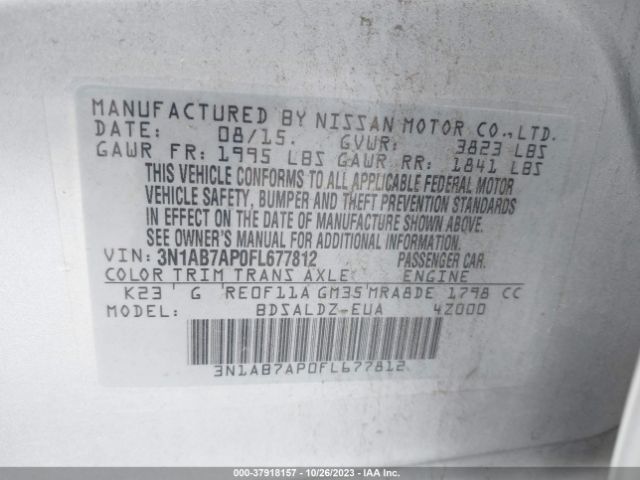 MANUFACTURED BY NISSAN MOTOR CO., LTD.
DATE: 08/15. GVWR: 3823 LBS
GAWR FR: 1995 LBS GAWR RR: 1841 LBS
THIS VEHICLE CONFORMS TO ALL APPLICABLE FEDERAL MOTOR
VEHICLE SAFETY, BUMPER AND THEFT PREVENTION STANDARDS
IN EFFECT ON THE DATE OF MANUFACTURE SHOWN ABOVE.
SEE OWNER'S MANUAL FOR ADDITIONAL INFORMATION.
VIN: 3N1AB7AP0FL677812 PASSENGER CAR.
COLOR TRIM TRANS AXLE ENGINE
K23 G RE0F11A GM35 MRA8DE 1798 CC
MODEL: BDSALDZ-EUA 4Z000
3N1AB7AP0FL677812
000-37918157 - 10/26/2023 - IAA Inc.